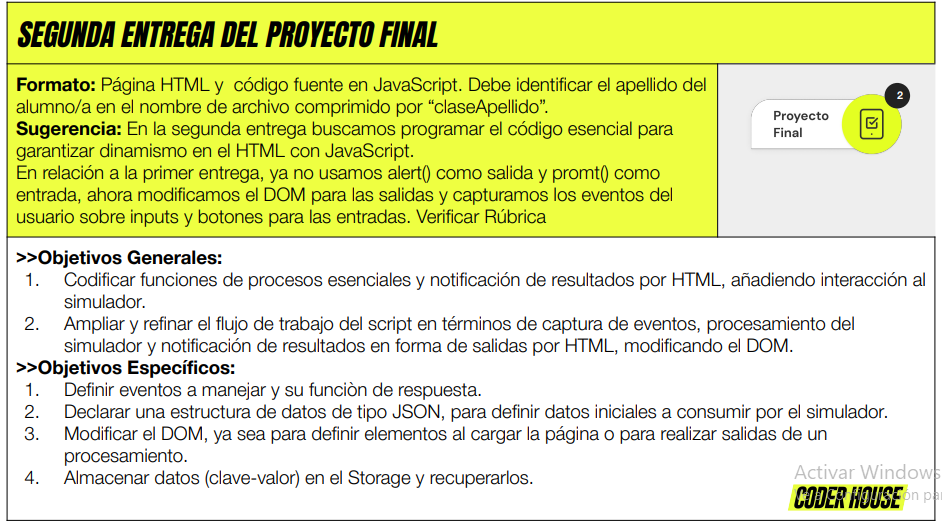 SEGUNDA ENTREGA DEL PROYECTO FINAL
Formato: Página HTML y código fuente en JavaScript. Debe identificar el apellido del
alumno/a en el nombre de archivo comprimido por “claseApellido”.
Sugerencia: En la segunda entrega buscamos programar el código esencial para
garantizar dinamismo en el HTML con JavaScript.
En relación a la primer entrega, ya no usamos alert() como salida y promt() como
entrada, ahora modificamos el DOM para las salidas y capturamos los eventos del
usuario sobre inputs y botones para las entradas. Verificar Rúbrica
2
Proyecto
Final
>>Objetivos Generales:
1. Codificar funciones de procesos esenciales y notificación de resultados por HTML, añadiendo interacción al
simulador.
2. Ampliar y refinar el flujo de trabajo del script en términos de captura de eventos, procesamiento del
simulador y notificación de resultados en forma de salidas por HTML, modificando el DOM.
>>Objetivos Específicos:
1. Definir eventos a manejar y su funciòn de respuesta.
2. Declarar una estructura de datos de tipo JSON, para definir datos iniciales a consumir por el simulador.
3. Modificar el DOM, ya sea para definir elementos al cargar la página o para realizar salidas de un
procesamiento.
4. Almacenar datos (clave-valor) en el Storage y recuperarlos.
Activar Windows
CODER HOUSE